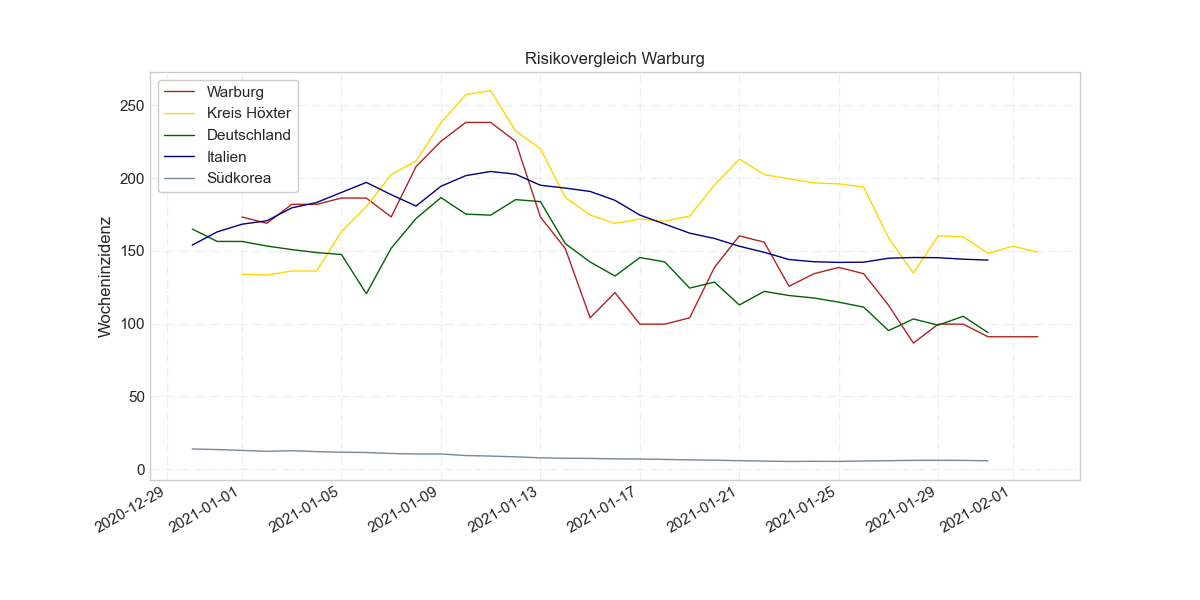 Risikovergleich Warburg
Warburg
Kreis Höxter
Deutschland
Italien
Südkorea
Wocheninzidenz
250
200
150
100
50
0
2020-12-29
2021-01-01
2021-01-05
2021-01-09
2021-01-13
2021-01-17
2021-01-21
2021-01-25
2021-01-29
2021-02-01